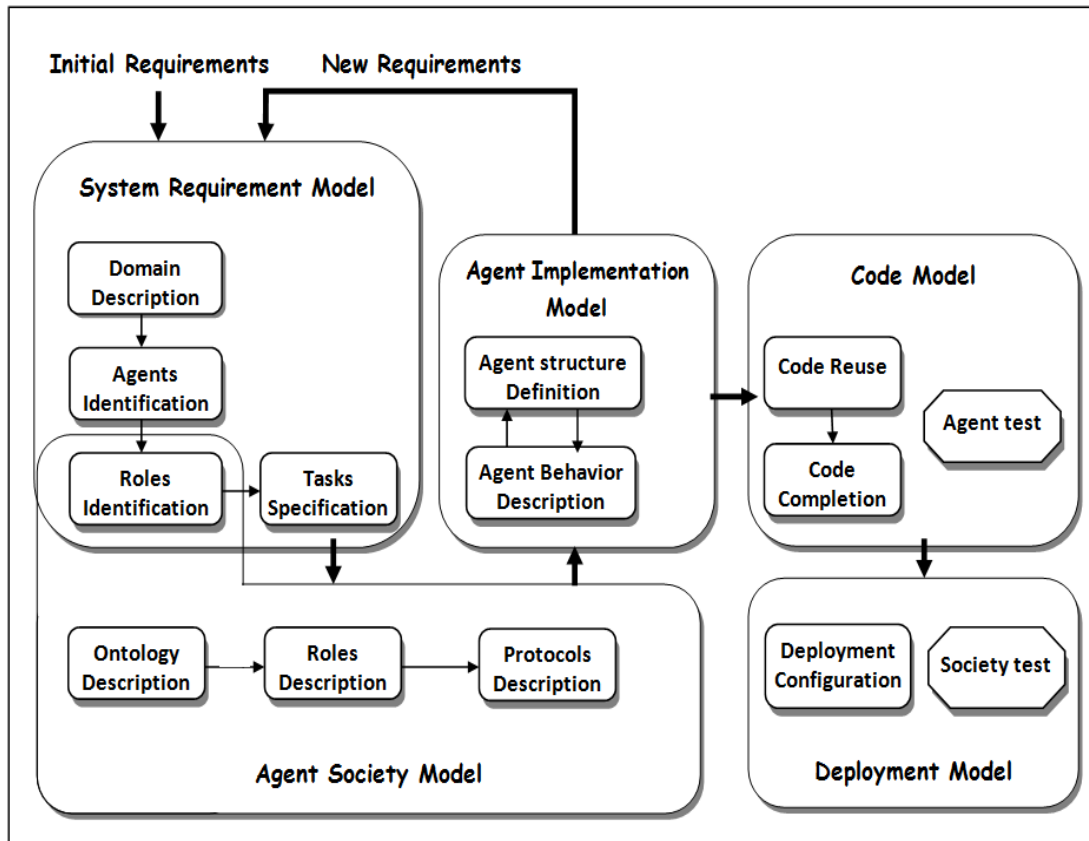 Initial Requirements
New Requirements
System Requirement Model
Domain
Description
Agents
Identification
Roles
Identification
Tasks
Specification
Agent Implementation
Model
Agent structure
Definition
Agent Behavior
Description
Code Model
Code Reuse
Code
Completion
Agent test
Ontology
Description
Roles
Description
Protocols
Description
Agent Society Model
Deployment
Configuration
Society test
Deployment Model